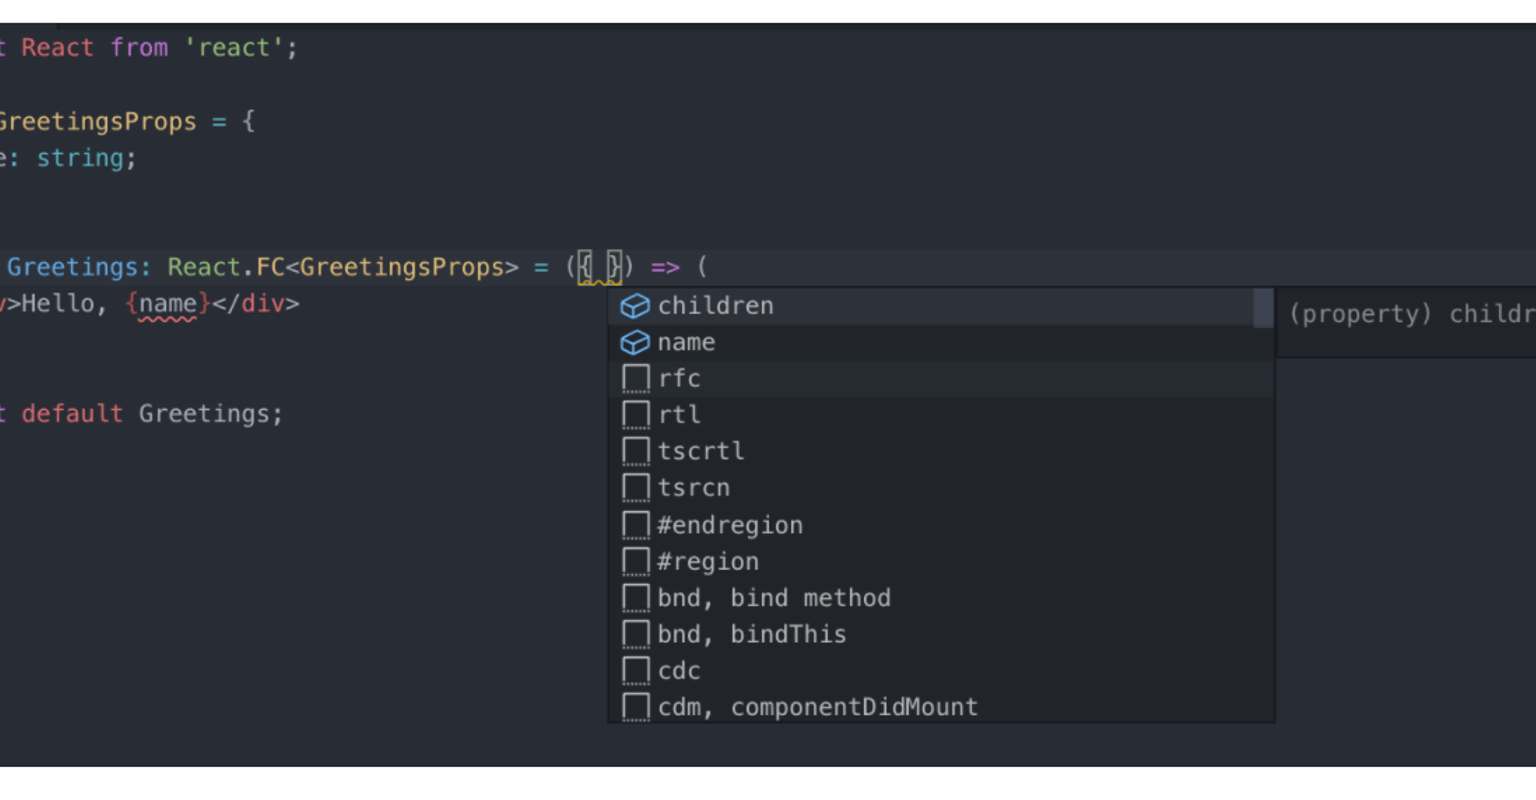 t React from 'react';
GreetingsProps = {
e: string;
Greetings: React.FC<GreetingsProps> = ({ }) => (
v>Hello, {name}</div>
t default Greetings;
children
name
rfc
rtl
tscrtl
tsrcn
#endregion
#region
bnd, bind method
bnd, bindThis
cdc
cdm, componentDidMount
(property) childr